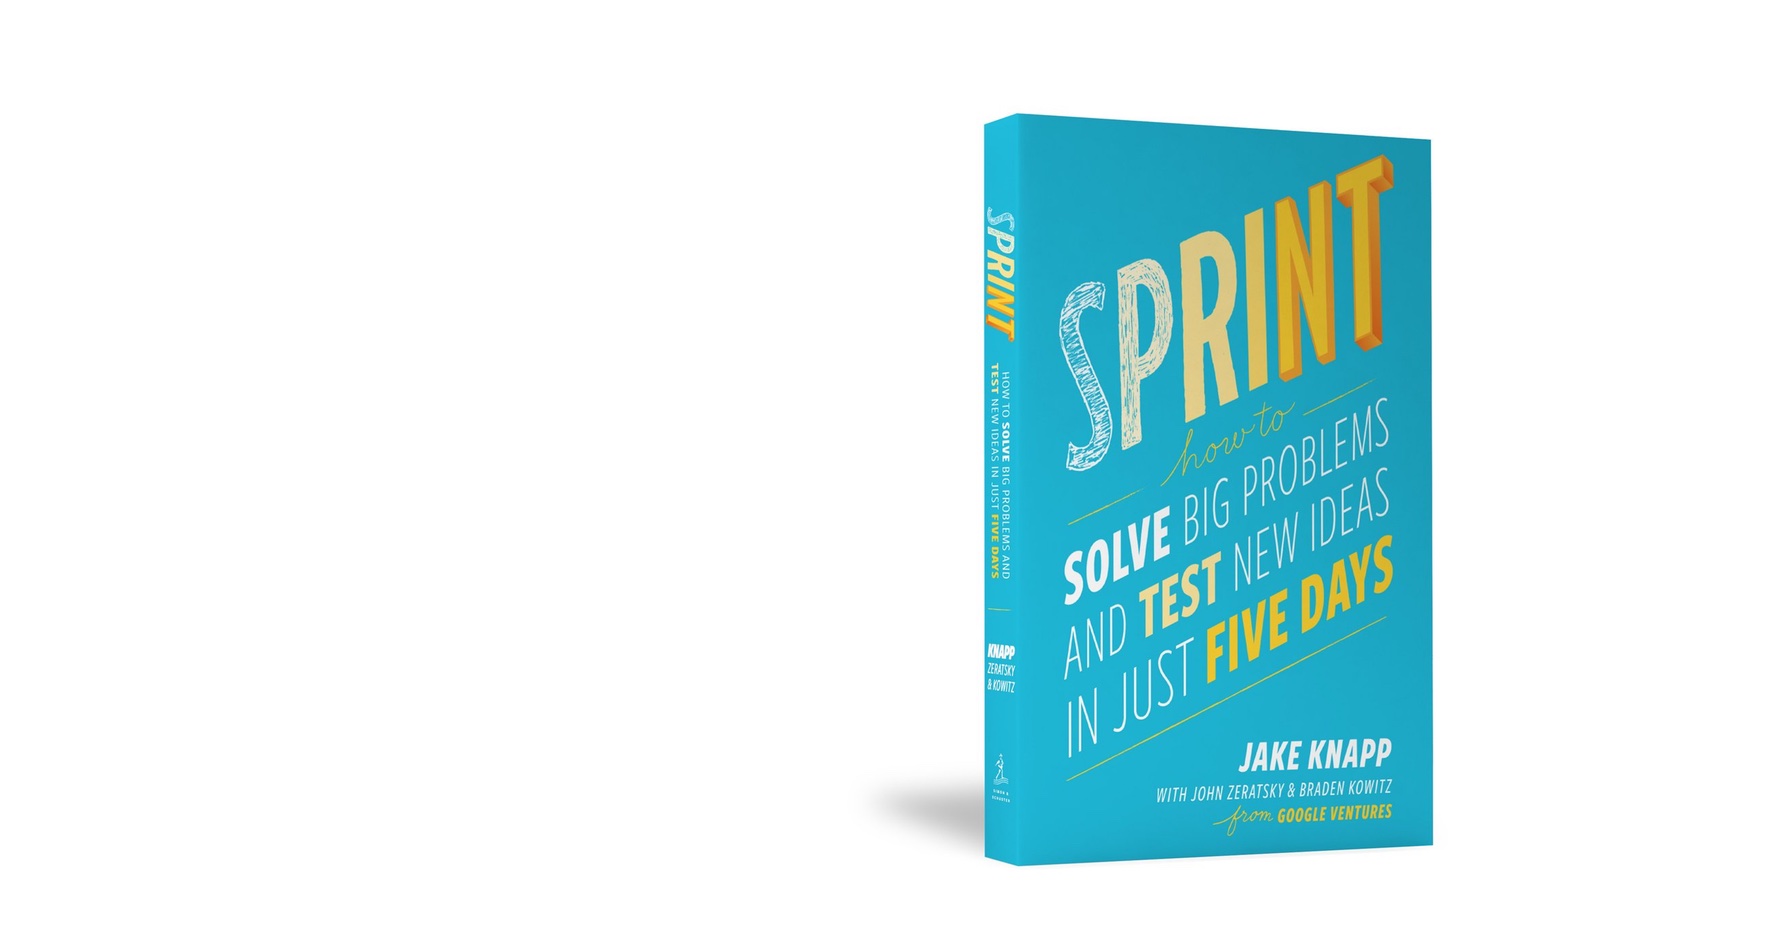 SPRINT
how to
SOLVE BIG PROBLEMS
AND TEST NEW IDEAS
IN JUST FIVE DAYS
JAKE KNAPP
WITH JOHN ZERATSKY & BRADEN KOWITZ
from GOOGLE VENTURES
SPRINT
HOW TO SOLVE BIG PROBLEMS AND
TEST NEW IDEAS IN JUST FIVE DAYS
KNAPP
ZERATSKY
& KOWITZ
SIMON &
SCHUSTER